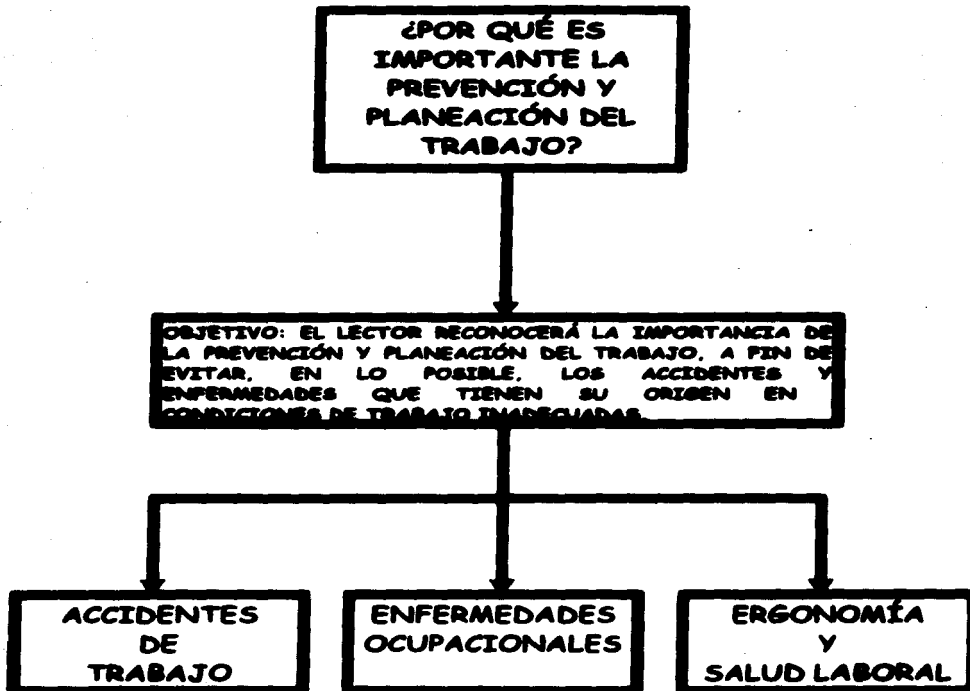 ¿POR QUÉ ES
IMPORTANTE LA
PREVENCIÓN Y
PLANEACIÓN DEL
TRABAJO?
OBJETIVO: EL LECTOR RECONOCERÁ LA IMPORTANCIA DE
LA PREVENCIÓN Y PLANEACIÓN DEL TRABAJO, A FIN DE
EVITAR, EN LO POSIBLE, LOS ACCIDENTES Y
ENFERMEDADES QUE TIENEN SU ORIGEN EN
CONDICIONES DE TRABAJO INADECUADAS.
ACCIDENTES
DE
TRABAJO
ENFERMEDADES
OCUPACIONALES
ERGONOMÍA
Y
SALUD LABORAL